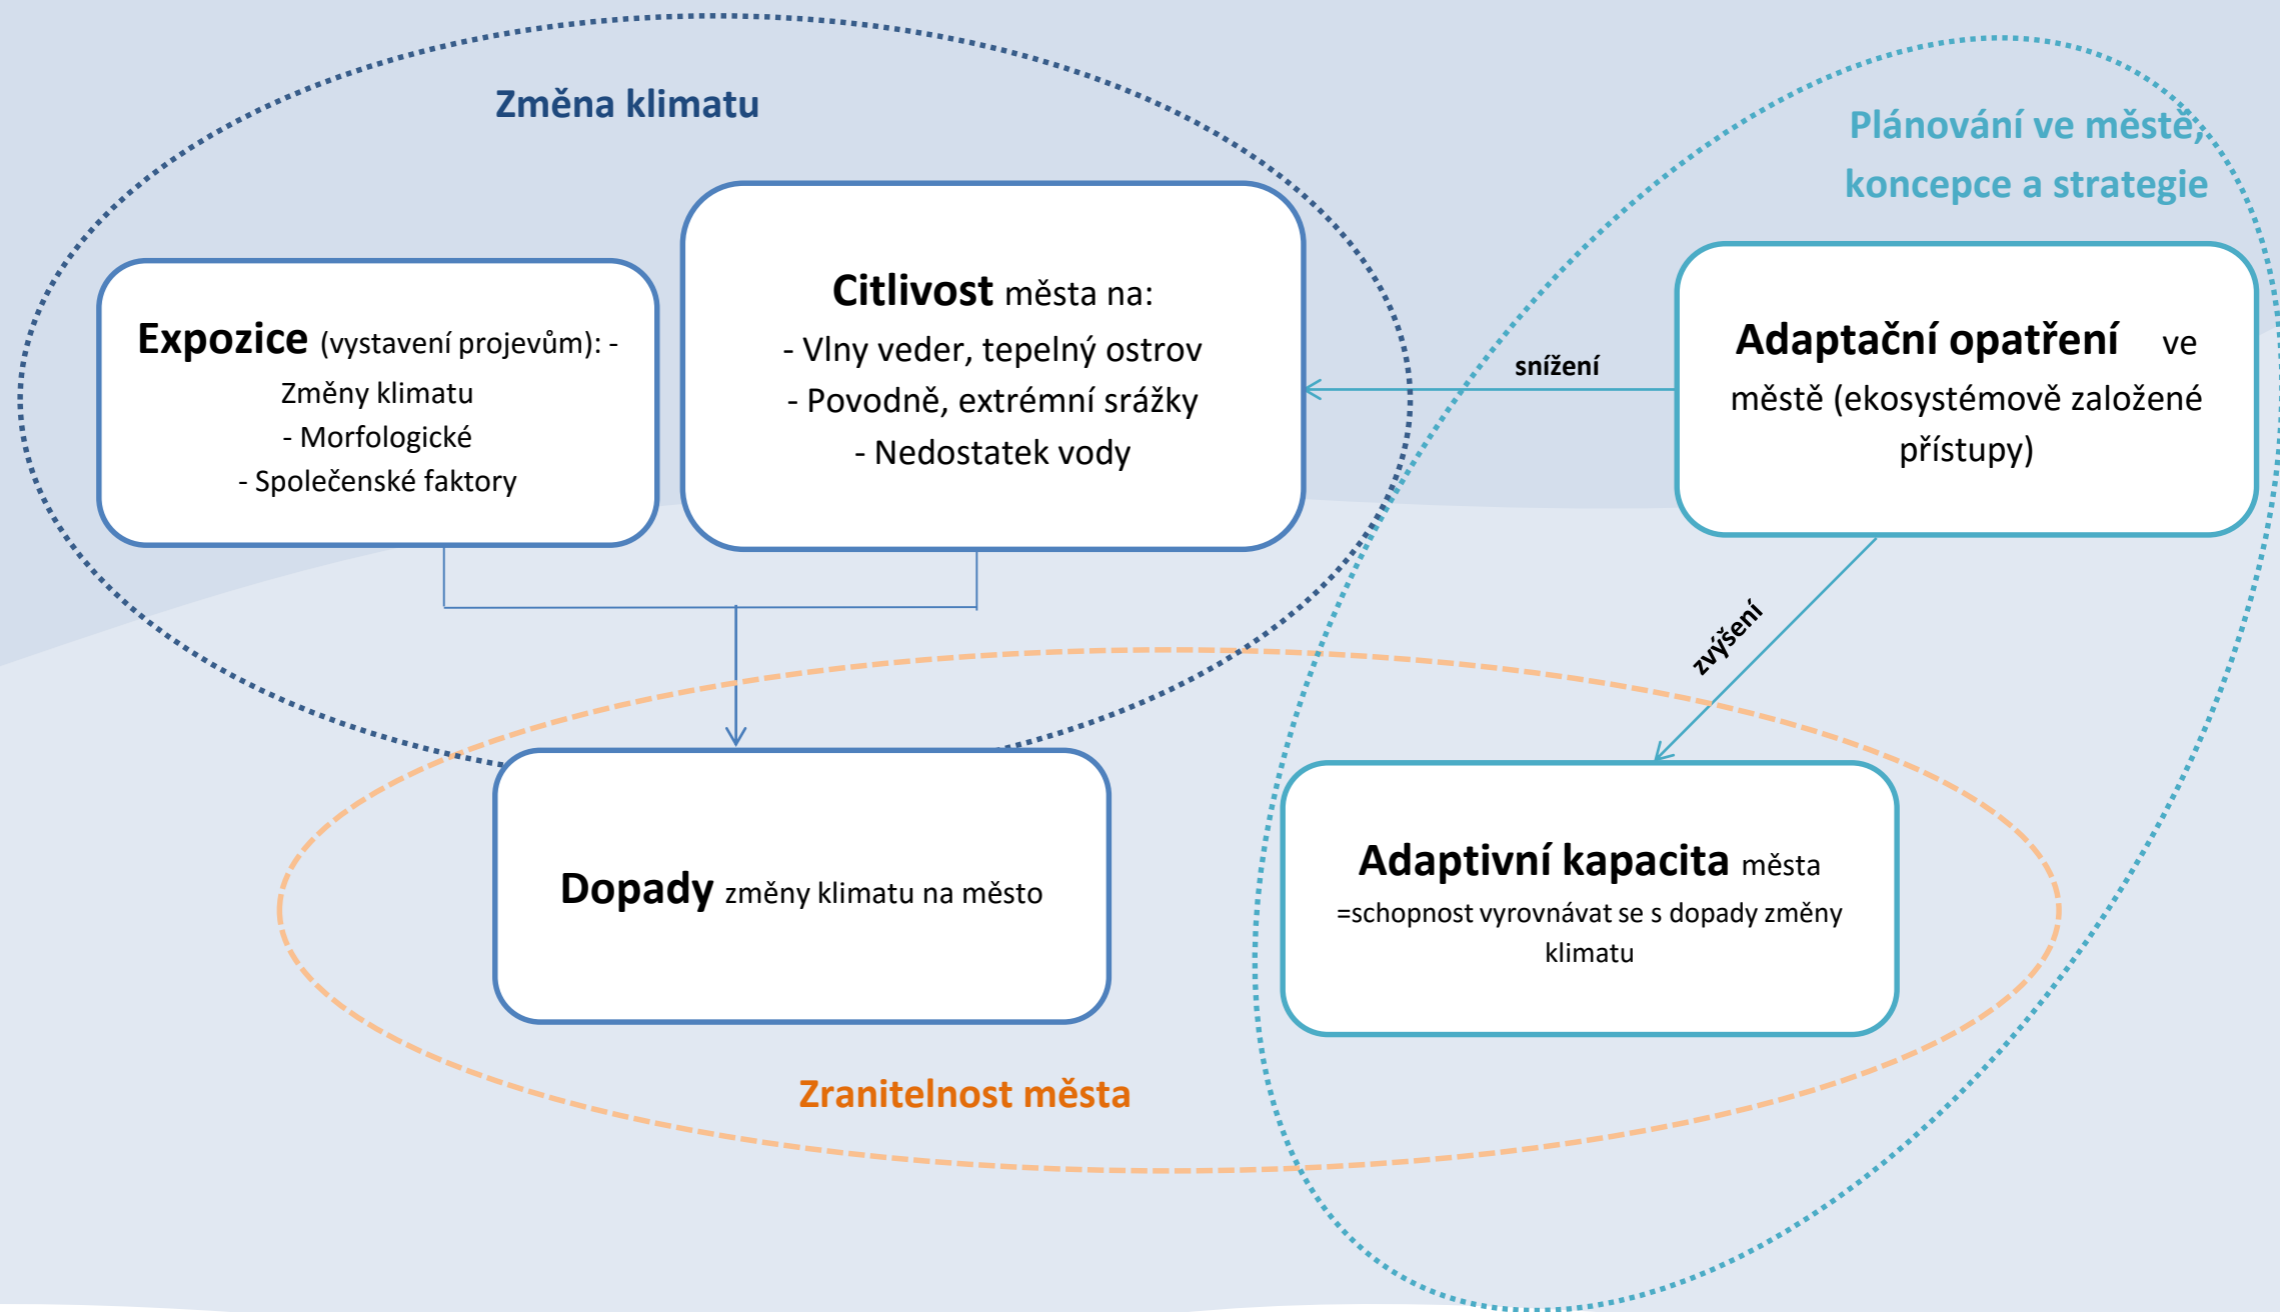 Změna klimatu
Plánování ve městě,
koncepce a strategie
Expozice (vystavení projevům): -
Změny klimatu
- Morfologické
- Společenské faktory
Citlivost města na:
- Vlny veder, tepelný ostrov
- Povodně, extrémní srážky
- Nedostatek vody
snížení
Adaptační opatření ve
městě (ekosystémově založené
přístupy)
zvýšení
Dopady změny klimatu na město
Adaptivní kapacita města
=schopnost vyrovnávat se s dopady změny
klimatu
Zranitelnost města